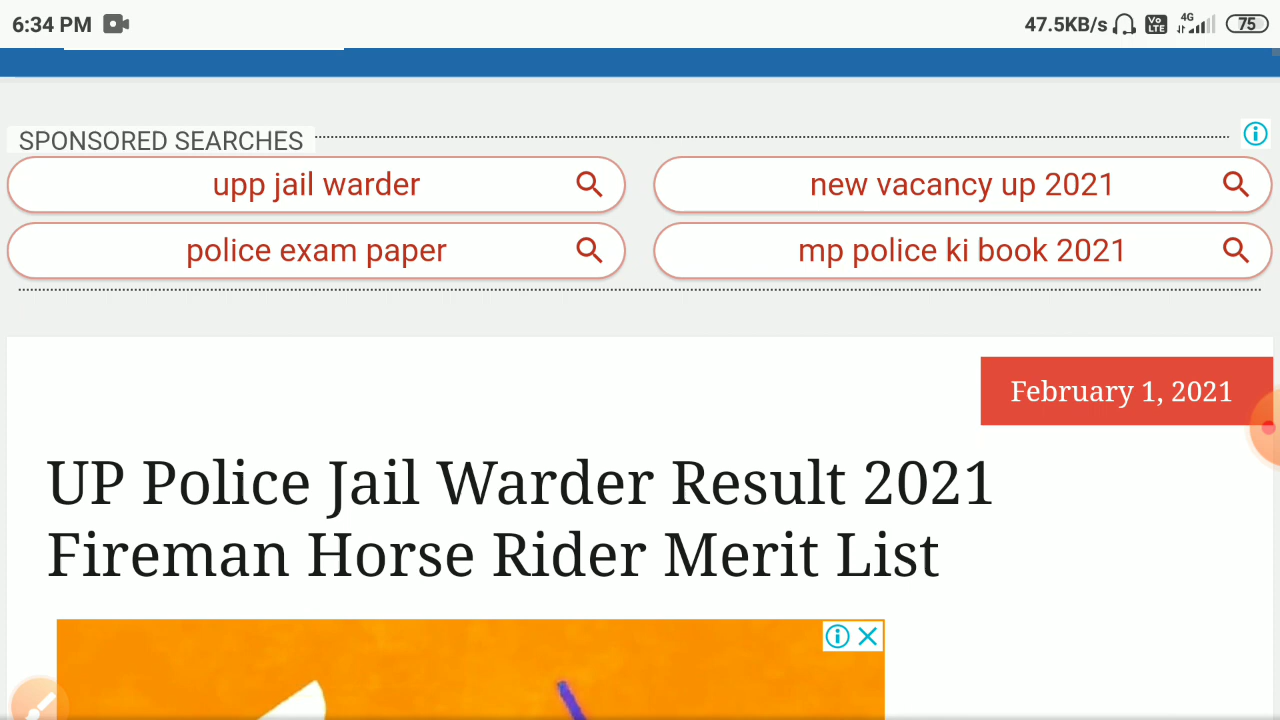 6:34 PM
47.5KB/s Vo LTE 4G 75
SPONSORED SEARCHES
upp jail warder
new vacancy up 2021
police exam paper
mp police ki book 2021
February 1, 2021
UP Police Jail Warder Result 2021
Fireman Horse Rider Merit List